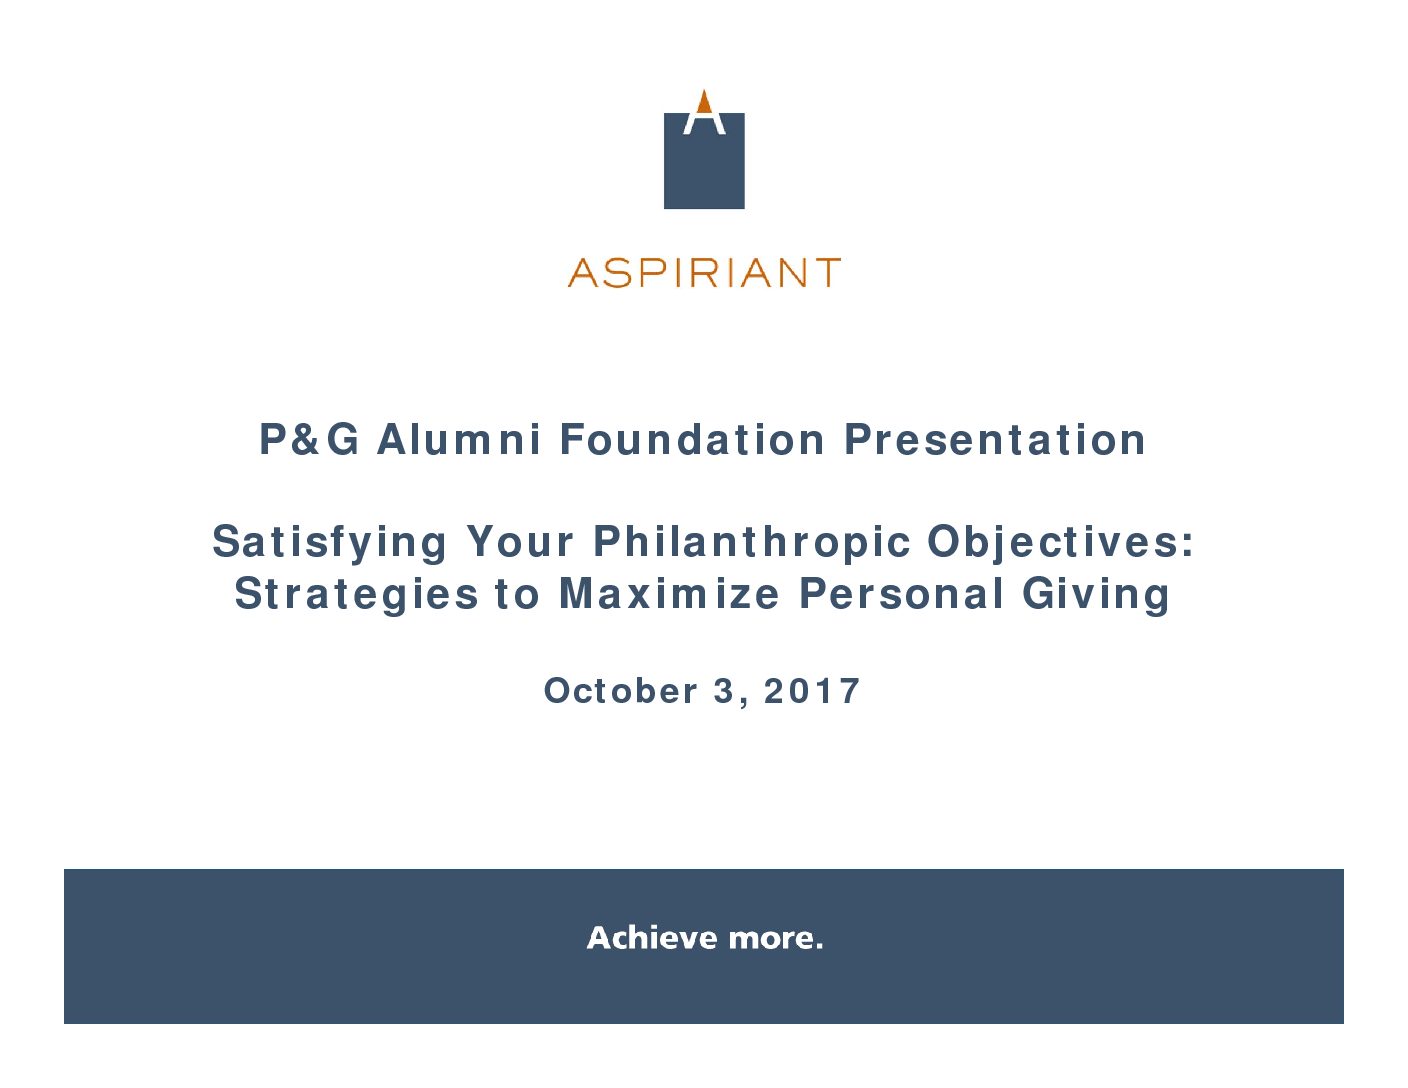 A
ASPIRIANT
P&G Alumni Foundation Presentation
Satisfying Your Philanthropic Objectives:
Strategies to Maximize Personal Giving
October 3, 2017
Achieve more.